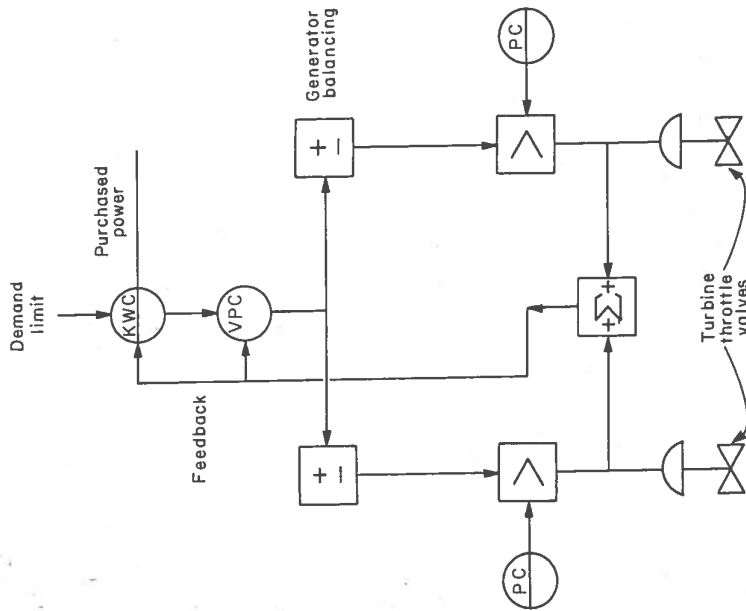 Demand
limit
Purchased
power
KWC
VPC
Feedback
Generator
balancing
+
−
+
−
PC
>
>
PC
+Σ+
Turbine
throttle
valves